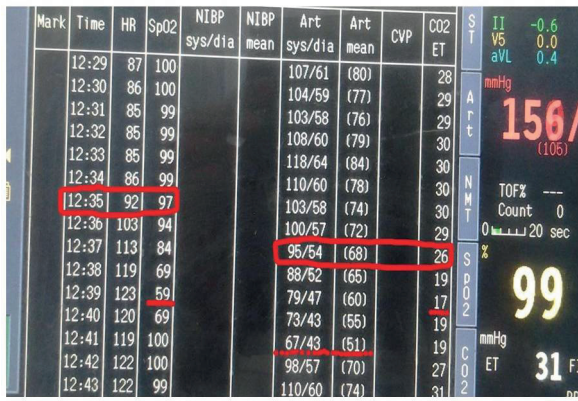 Mark Time HR SpO2 NIBP sys/dia NIBP mean Art sys/dia Art mean CVP CO2 ET
12:29 87 100 107/61 (80) 28
12:30 86 100 104/59 (77) 29
12:31 85 99 103/58 (76) 29
12:32 85 99 108/60 (79) 30
12:33 85 99 118/64 (84) 30
12:34 86 99 110/60 (78) 30
12:35 92 97 103/58 (74) 30
12:36 103 94 100/57 (72) 29
12:37 113 84 95/54 (68) 26
12:38 119 69 88/52 (65) 19
12:39 123 59 79/47 (60) 17
12:40 120 69 73/43 (55) 19
12:41 119 100 67/43 (51) 19
12:42 122 100 98/57 (70) 27
12:43 122 99 110/60 (74) 31
ST
II -0.6
V5 0.0
aVL 0.4
Art
mmHg
156/
(105)
NMT
TOF% ---
Count 0
0 20 sec
SpO2
%
99
CO2
mmHg
ET 31